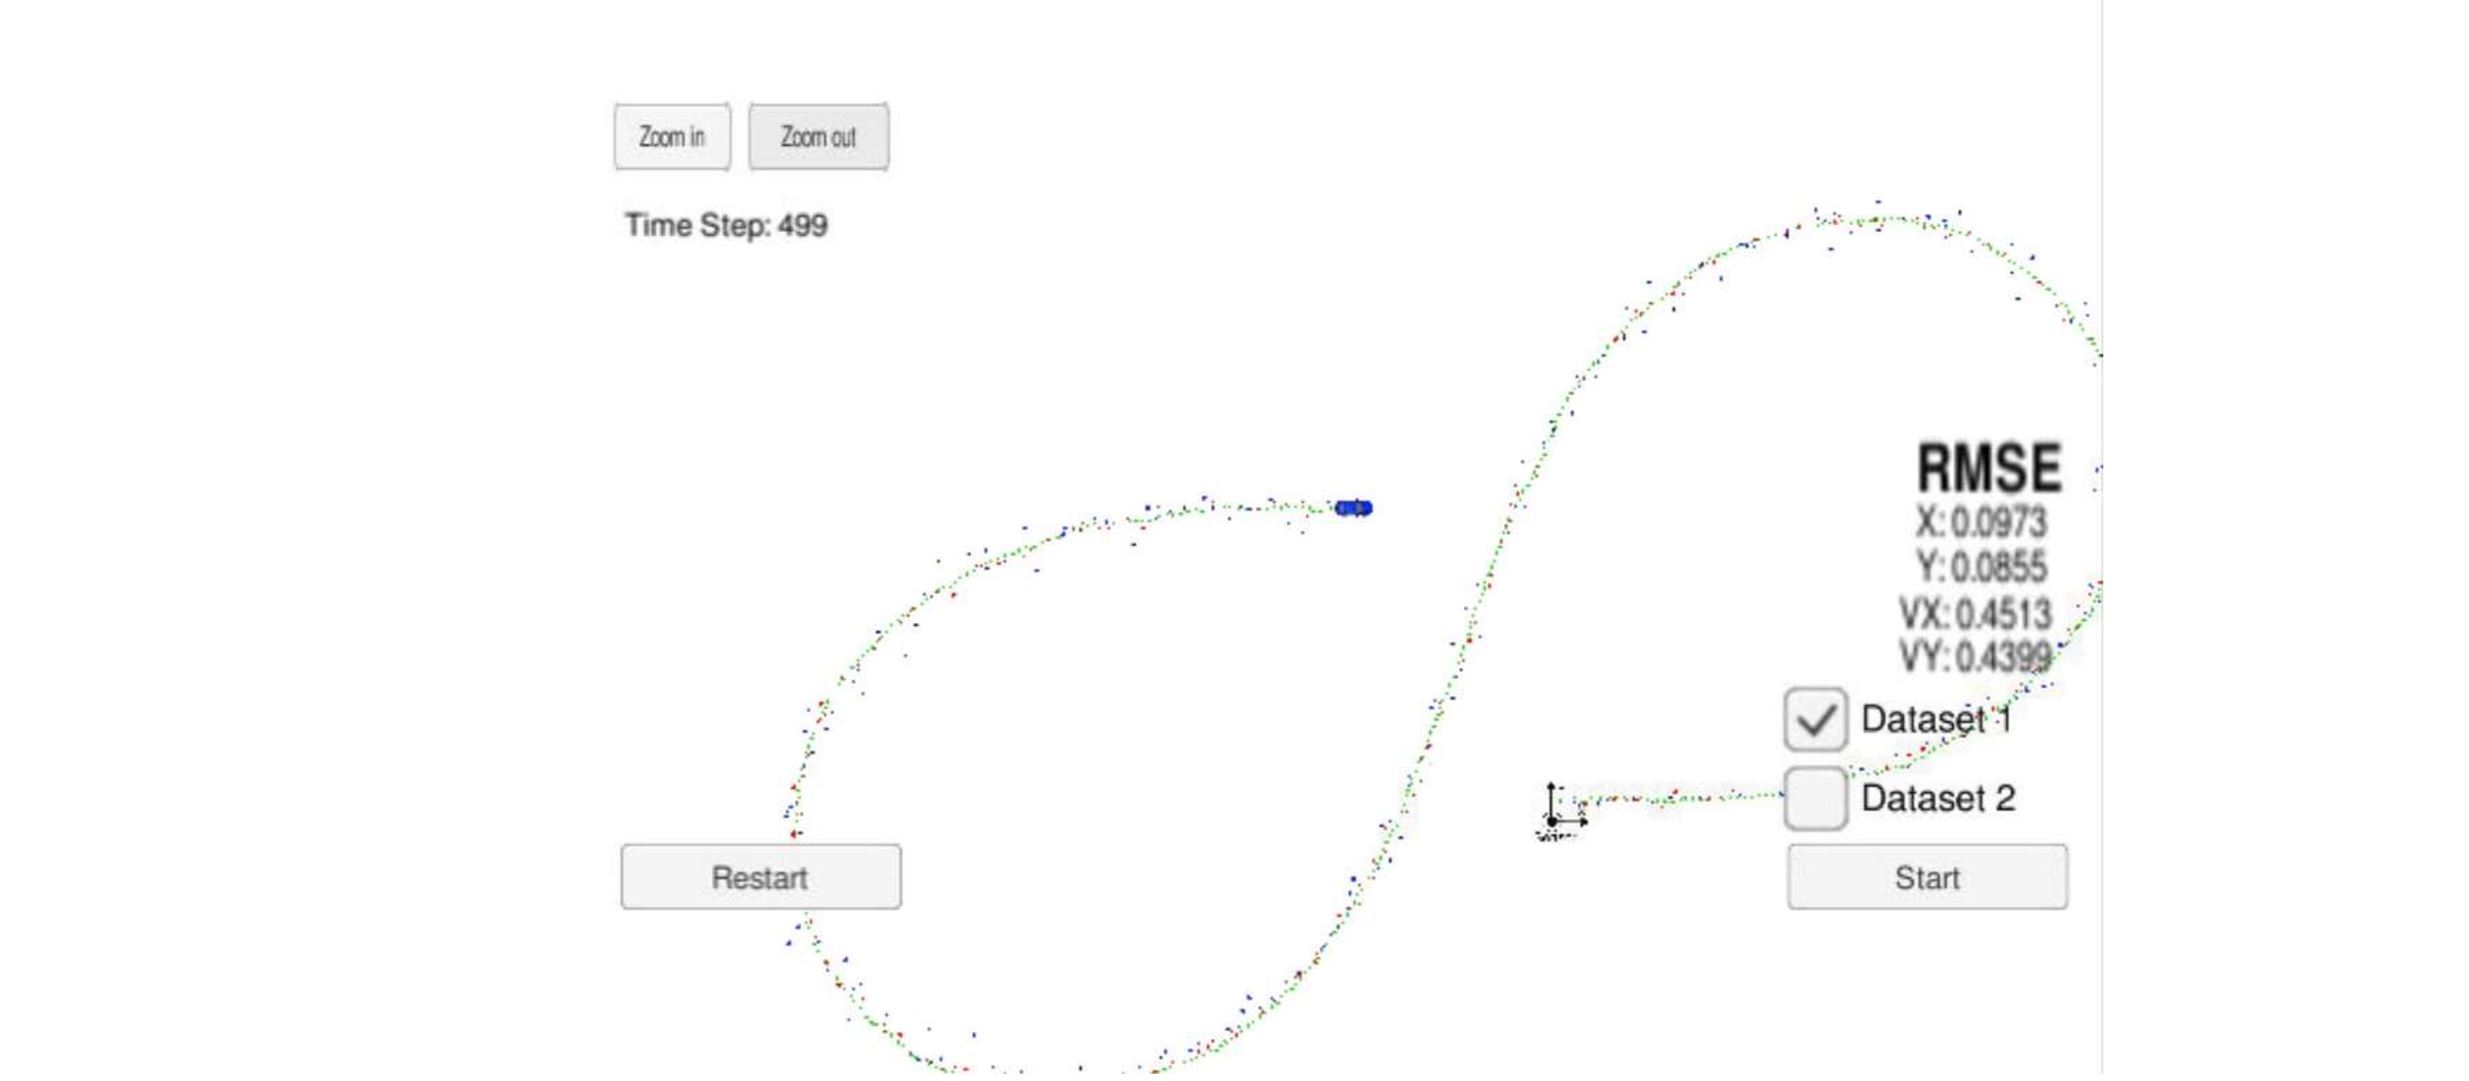 Zoom in
Zoom out
Time Step: 499
RMSE
X: 0.0973
Y: 0.0855
VX: 0.4513
VY: 0.4399
Dataset 1
Dataset 2
Restart
Start